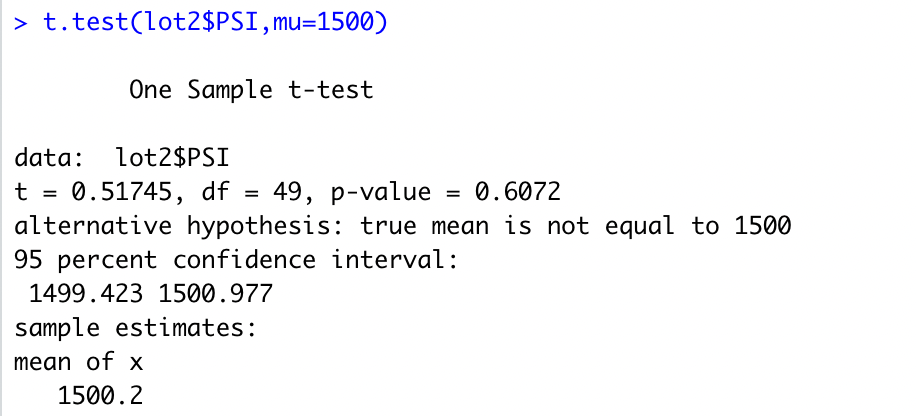 > t.test(lot2$PSI,mu=1500)
One Sample t-test
data:  lot2$PSI
t = 0.51745, df = 49, p-value = 0.6072
alternative hypothesis: true mean is not equal to 1500
95 percent confidence interval:
1499.423 1500.977
sample estimates:
mean of x
1500.2